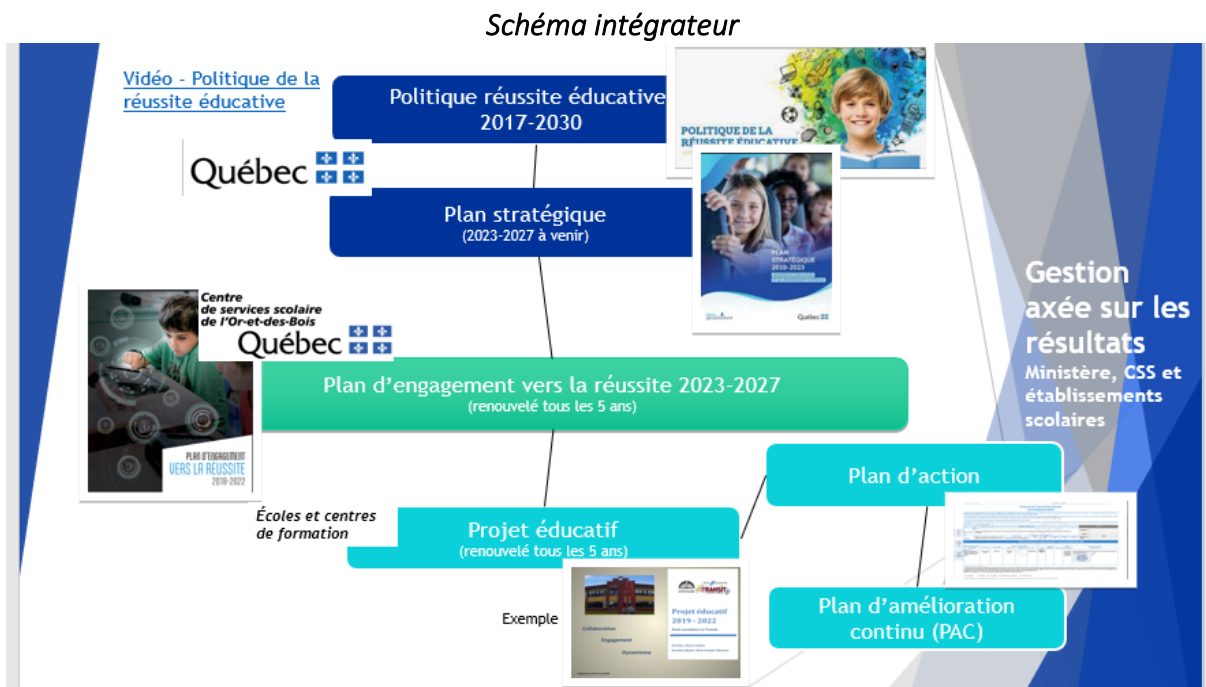 Schéma intégrateur
Vidéo - Politique de la
réussite éducative
Politique réussite éducative
2017-2030
POLITIQUE DE LA
RÉUSSITE ÉDUCATIVE
Québec
Plan stratégique
(2023-2027 à venir)
PLAN
STRATÉGIQUE
2019-2023
Québec
Gestion
axée sur les
résultats
Ministère, CSS et
établissements
scolaires
Centre
de services scolaire
de l'Or-et-des-Bois
Québec
Plan d'engagement vers la réussite 2023-2027
(renouvelé tous les 5 ans)
PLAN D'ENGAGEMENT
VERS LA RÉUSSITE
2018-2022
Plan d'action
Écoles et centres
de formation
Projet éducatif
(renouvelé tous les 5 ans)
Exemple
Collaboration
Engagement
Dynamisme
TRANSIT
Projet éducatif
2019 - 2022
Plan d'amélioration
continu (PAC)